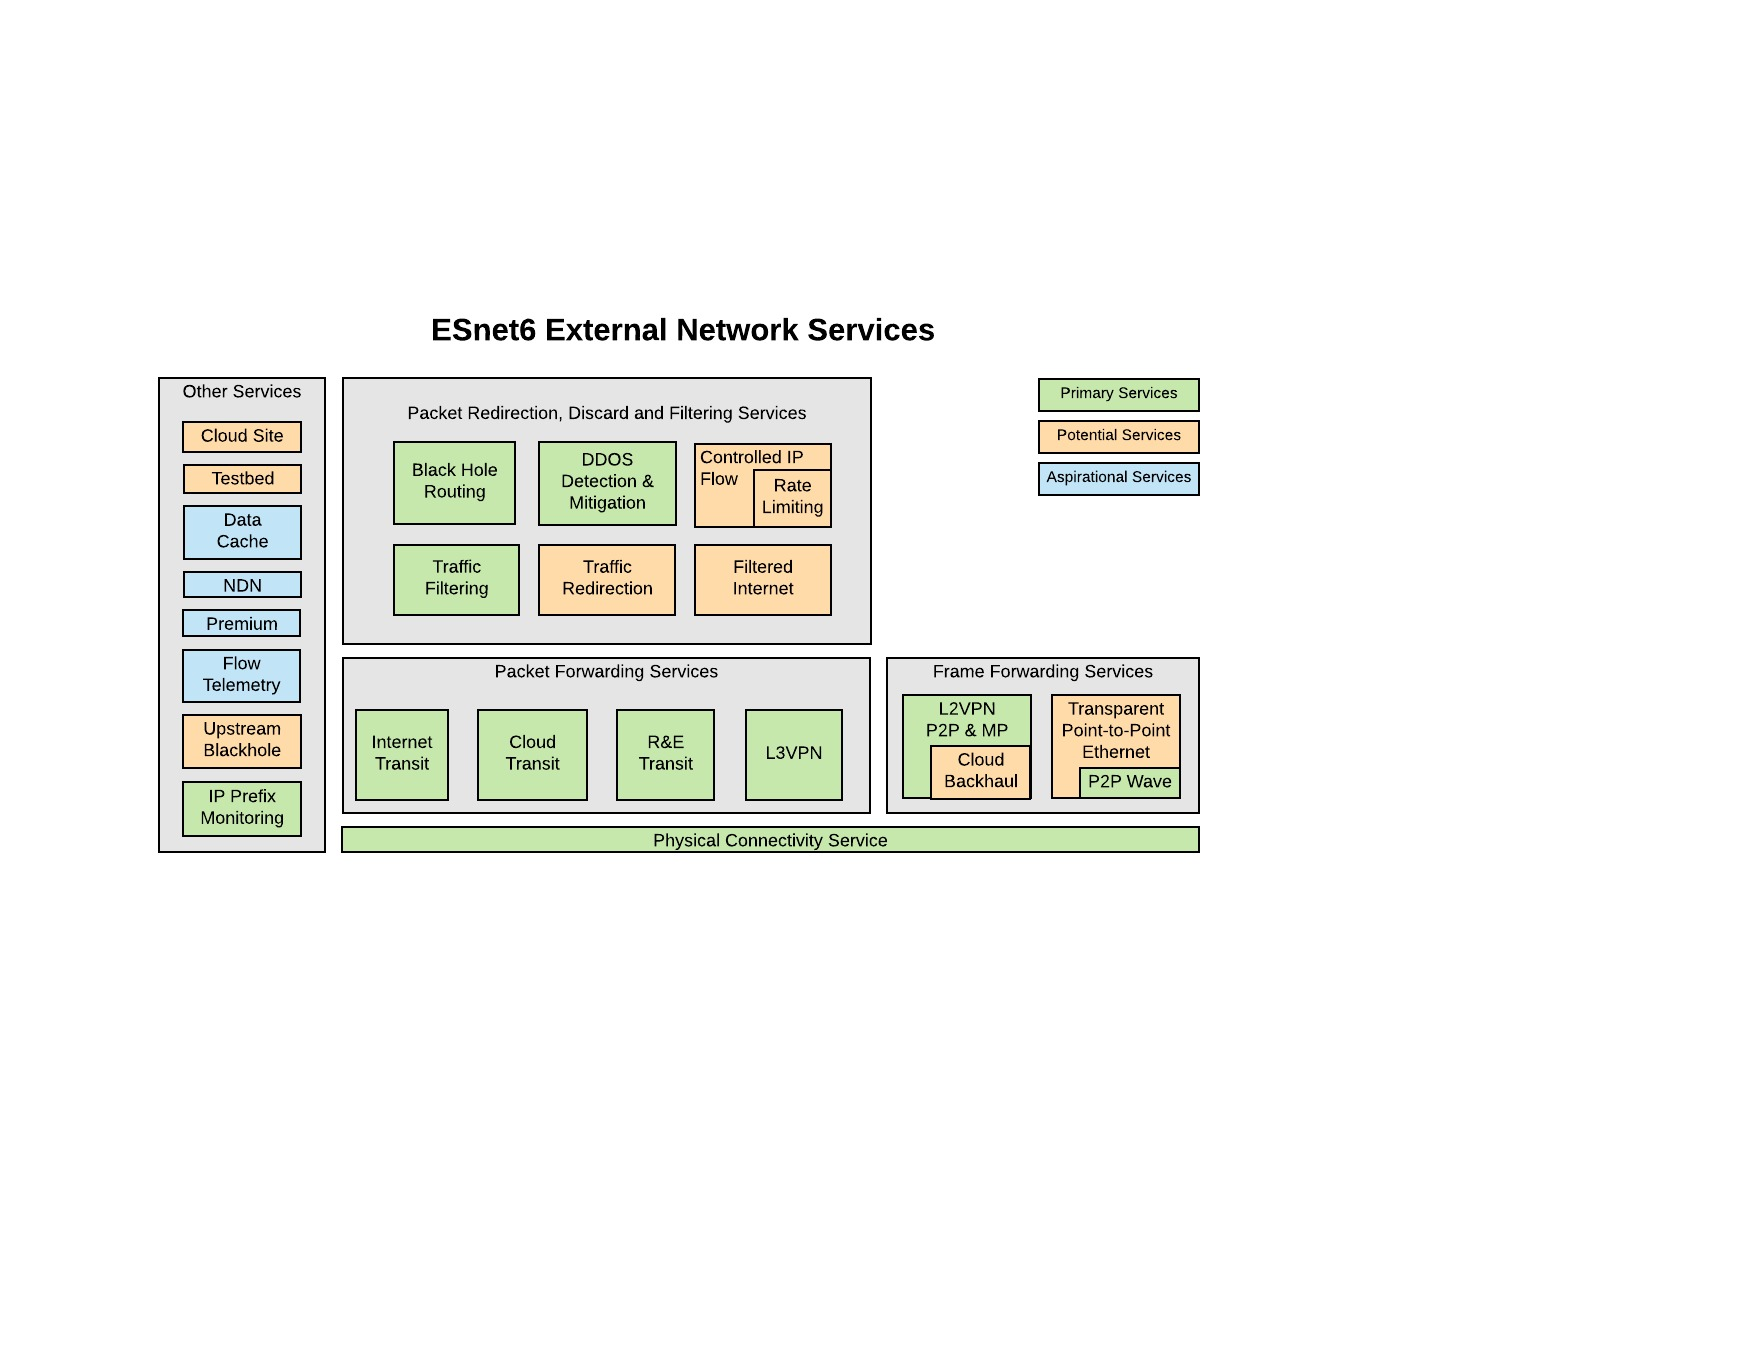 ESnet6 External Network Services
Other Services
Cloud Site
Testbed
Data
Cache
NDN
Premium
Flow
Telemetry
Upstream
Blackhole
IP Prefix
Monitoring
Packet Redirection, Discard and Filtering Services
Black Hole
Routing
DDOS
Detection &
Mitigation
Controlled IP
Flow
Rate
Limiting
Traffic
Filtering
Traffic
Redirection
Filtered
Internet
Primary Services
Potential Services
Aspirational Services
Packet Forwarding Services
Internet
Transit
Cloud
Transit
R&E
Transit
L3VPN
Frame Forwarding Services
L2VPN
P2P & MP
Cloud
Backhaul
Transparent
Point-to-Point
Ethernet
P2P Wave
Physical Connectivity Service